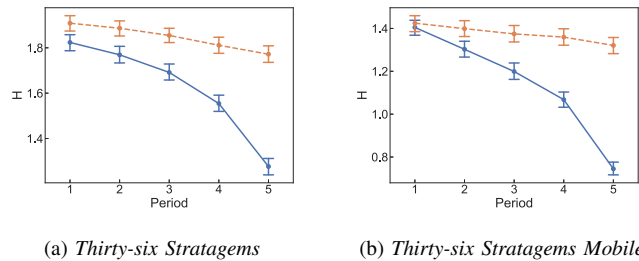 1.8
1.6
1.4
H
1 2 3 4 5
Period
1.4
1.2
1.0
0.8
H
1 2 3 4 5
Period
(a) Thirty-six Stratagems
(b) Thirty-six Stratagems Mobile